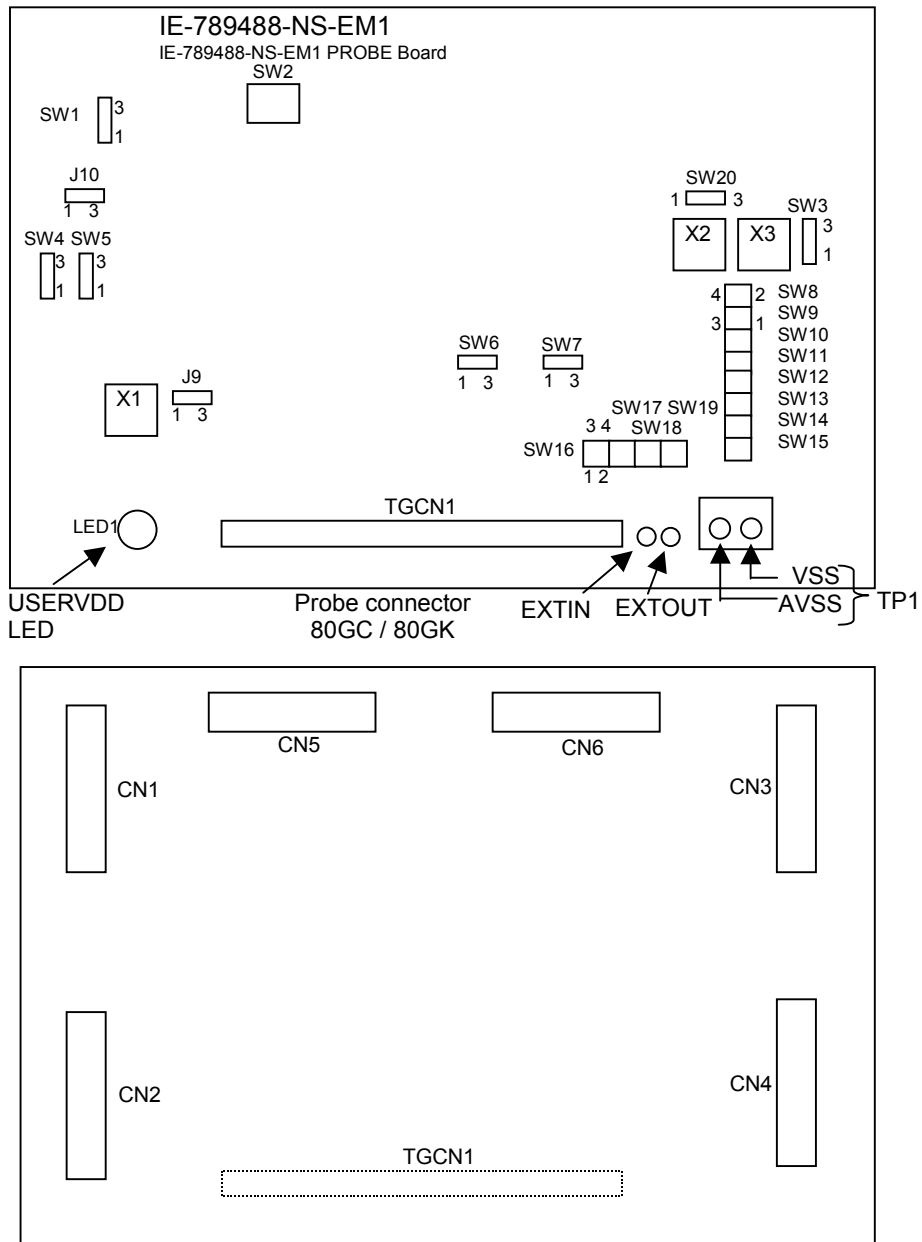 IE-789488-NS-EM1
IE-789488-NS-EM1 PROBE Board
SW2
SW1
3
1
J10
1 3
SW20
1 3
SW3
3
1
X2
X3
SW4 SW5
3 3
1 1
4 2 SW8
3 1 SW9
SW10
SW11
SW12
SW13
SW14
SW15
SW6
1 3
SW7
1 3
J9
1 3
X1
SW17 SW19
3 4 SW18
SW16
1 2
TGCN1
LED1
VSS
AVSS
TP1
USERVDD
LED
Probe connector
80GC / 80GK
EXTIN EXTOUT
CN5
CN6
CN1
CN3
CN2
CN4
TGCN1